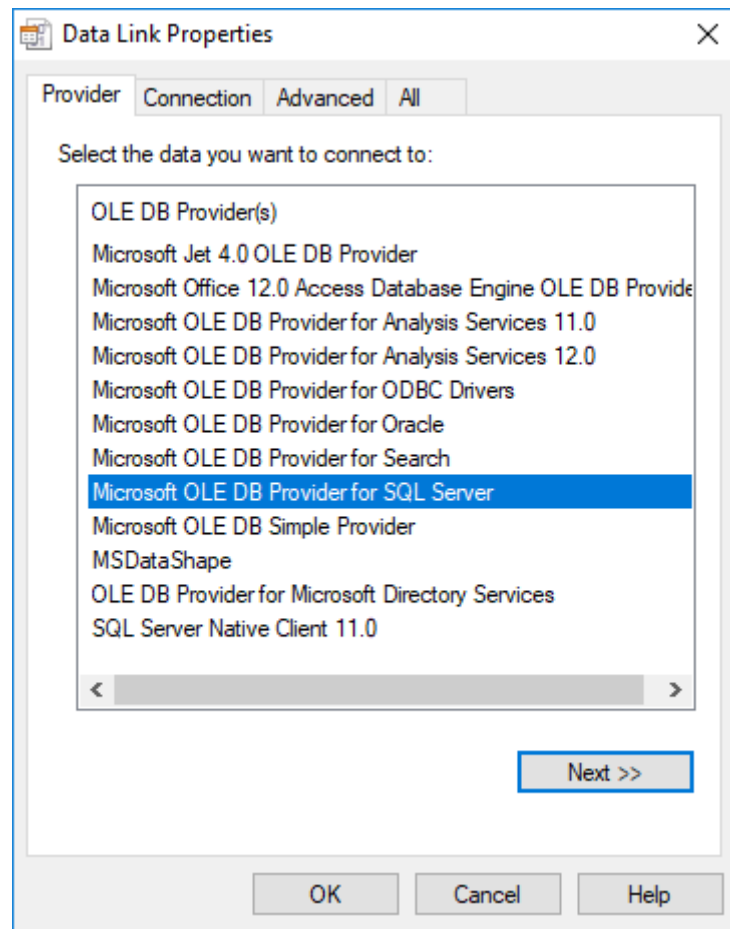 Data Link Properties
Provider Connection Advanced All
Select the data you want to connect to:
OLE DB Provider(s)
Microsoft Jet 4.0 OLE DB Provider
Microsoft Office 12.0 Access Database Engine OLE DB Provide
Microsoft OLE DB Provider for Analysis Services 11.0
Microsoft OLE DB Provider for Analysis Services 12.0
Microsoft OLE DB Provider for ODBC Drivers
Microsoft OLE DB Provider for Oracle
Microsoft OLE DB Provider for Search
Microsoft OLE DB Provider for SQL Server
Microsoft OLE DB Simple Provider
MSDataShape
OLE DB Provider for Microsoft Directory Services
SQL Server Native Client 11.0
Next >>
OK Cancel Help